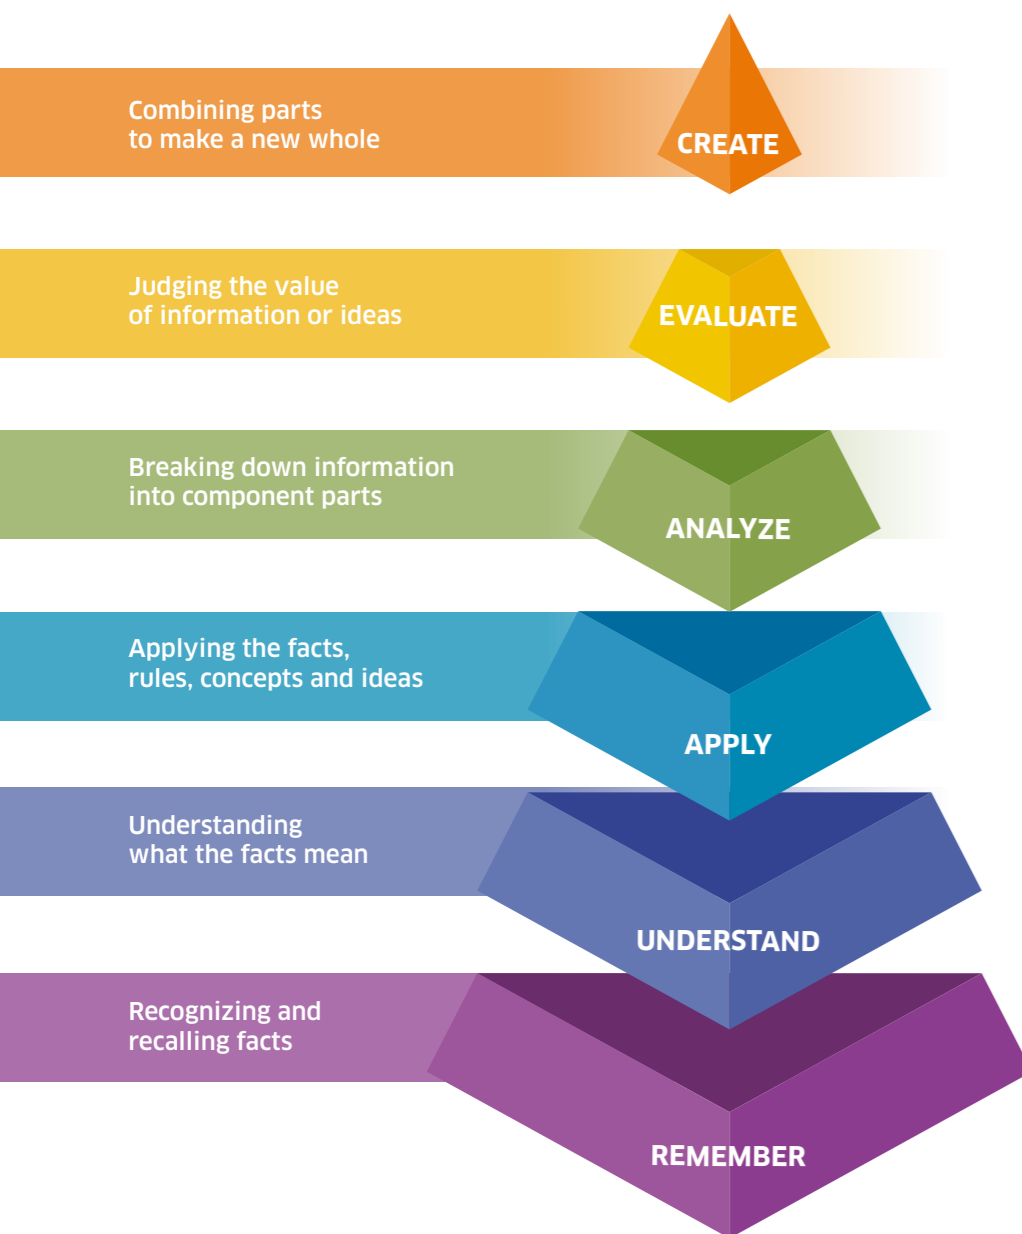 Combining parts
to make a new whole
CREATE
Judging the value
of information or ideas
EVALUATE
Breaking down information
into component parts
ANALYZE
Applying the facts,
rules, concepts and ideas
APPLY
Understanding
what the facts mean
UNDERSTAND
Recognizing and
recalling facts
REMEMBER